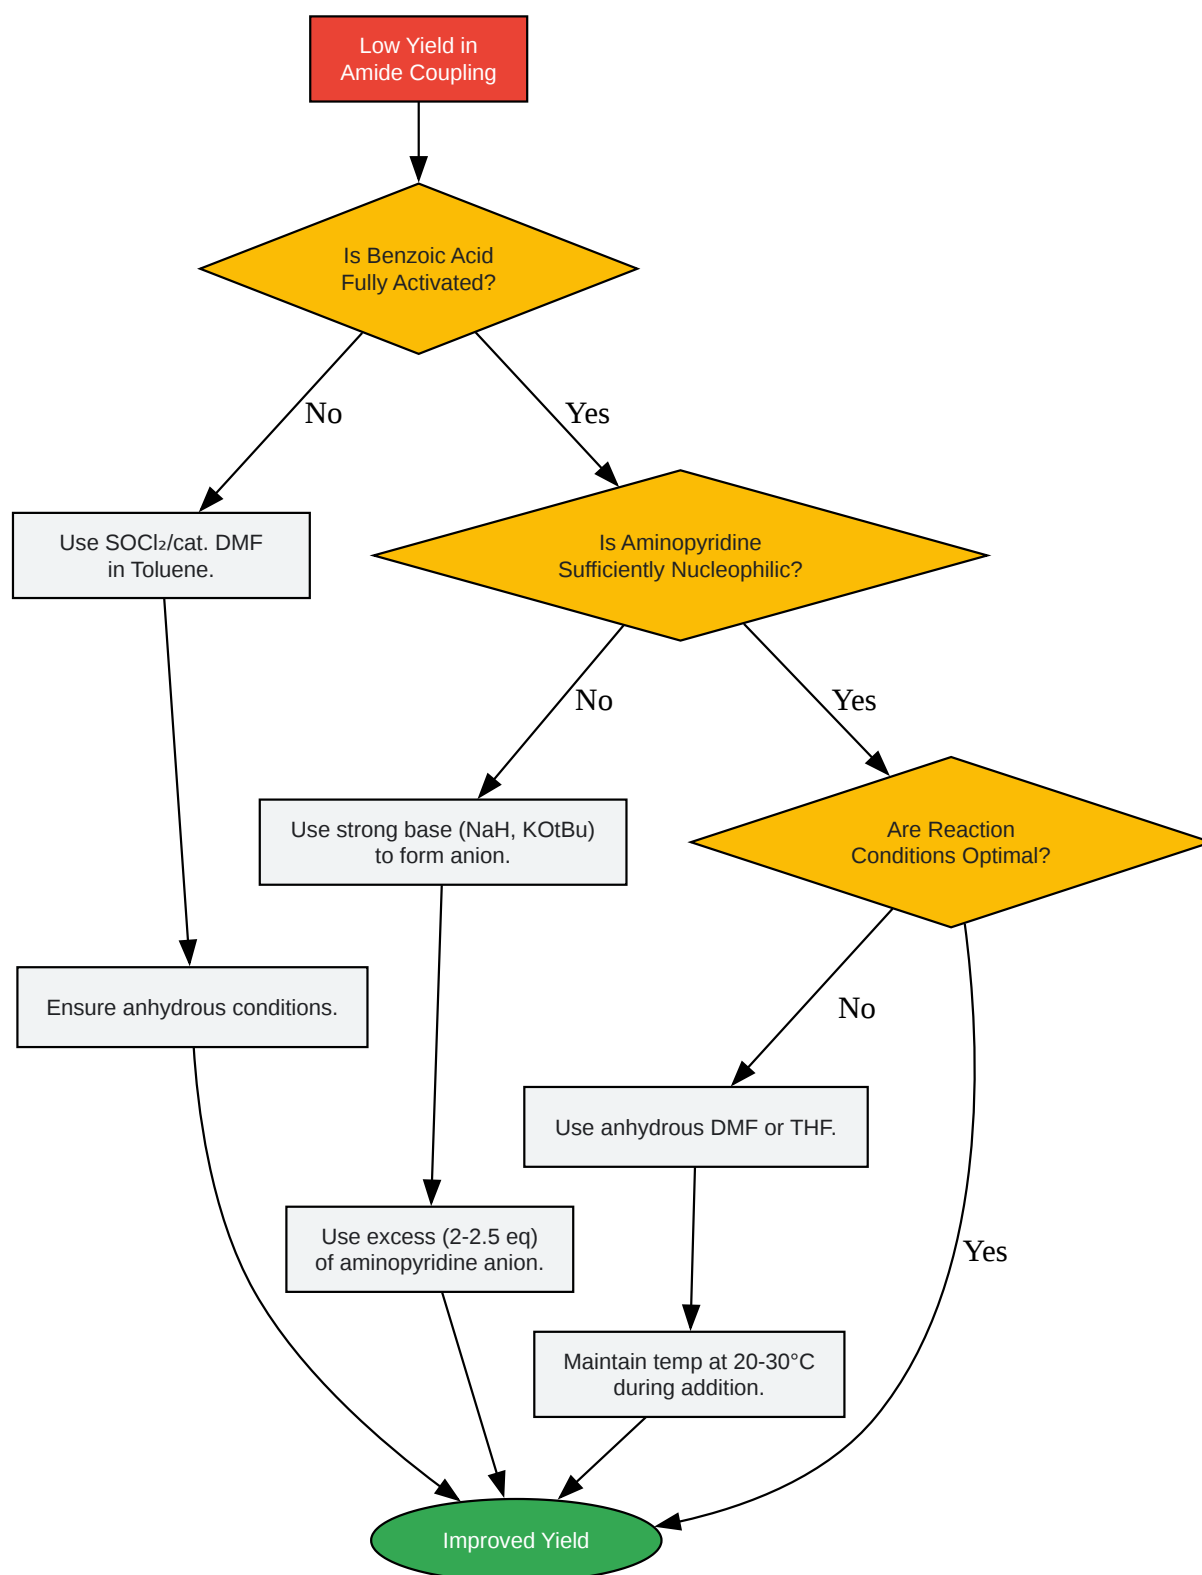 Low Yield in
Amide Coupling
Is Benzoic Acid
Fully Activated?
No
Yes
Use SOCl₂/cat. DMF
in Toluene.
Is Aminopyridine
Sufficiently Nucleophilic?
No
Yes
Use strong base (NaH, KOtBu)
to form anion.
Are Reaction
Conditions Optimal?
Ensure anhydrous conditions.
No
Use anhydrous DMF or THF.
Use excess (2-2.5 eq)
of aminopyridine anion.
Yes
Maintain temp at 20-30°C
during addition.
Improved Yield